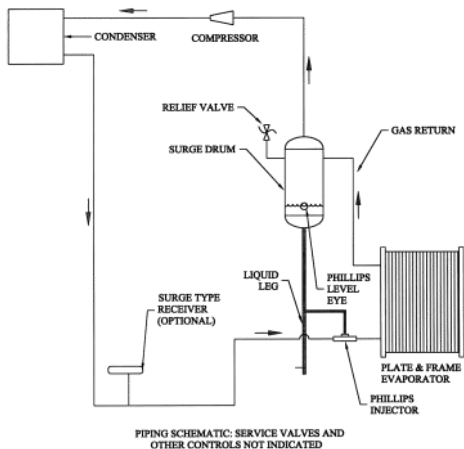 CONDENSER
COMPRESSOR
RELIEF VALVE
GAS RETURN
SURGE DRUM
LIQUID
LEG
PHILLIPS
LEVEL
EYE
SURGE TYPE
RECEIVER
(OPTIONAL)
PLATE & FRAME
EVAPORATOR
PHILLIPS
INJECTOR
PIPING SCHEMATIC: SERVICE VALVES AND
OTHER CONTROLS NOT INDICATED